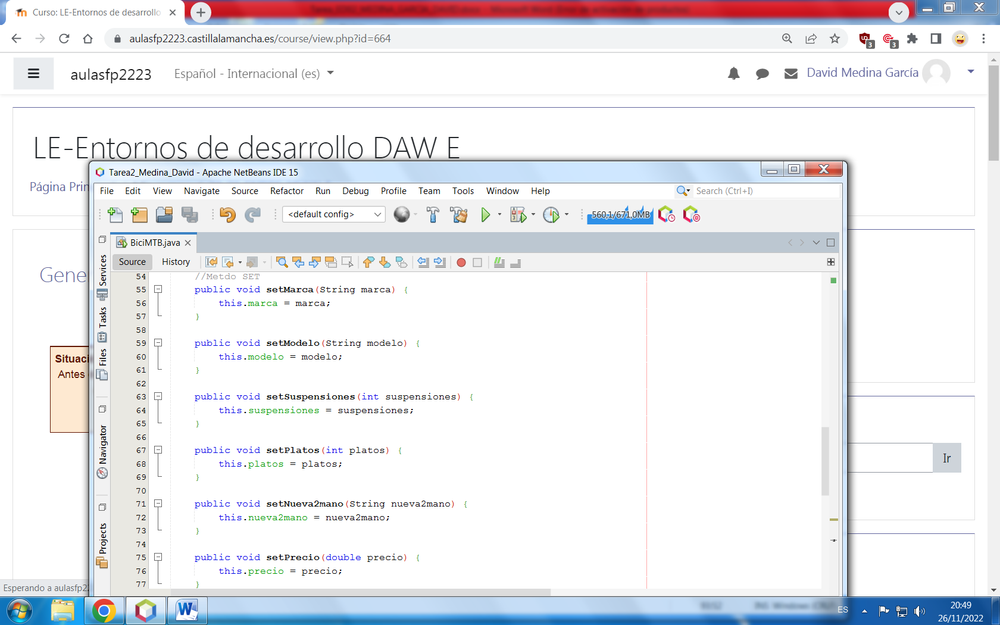 Curso: LE-Entornos de desarrollo
aulasfp2223.castillalamancha.es/course/view.php?id=664
3
3
aulasfp2223
Español - Internacional (es)
David Medina García
LE-Entornos de desarrollo DAW E
Página Prin
Gene
Situaci
Antes
Ir
Esperando a aulasfp22
Tarea2_Medina_David - Apache NetBeans IDE 15
File Edit View Navigate Source Refactor Run Debug Profile Team Tools Window Help
Search (Ctrl+I)
<default config>
560,1/671,0MB
BiciMTB.java
Source History
Services
Tasks
Files
Navigator
Projects
54 //Metdo SET
55 public void setMarca(String marca) {
56 this.marca = marca;
57 }
58
59 public void setModelo(String modelo) {
60 this.modelo = modelo;
61 }
62
63 public void setSuspensiones(int suspensiones) {
64 this.suspensiones = suspensiones;
65 }
66
67 public void setPlatos(int platos) {
68 this.platos = platos;
69 }
70
71 public void setNueva2mano(String nueva2mano) {
72 this.nueva2mano = nueva2mano;
73 }
74
75 public void setPrecio(double precio) {
76 this.precio = precio;
77 }
ES
20:49
26/11/2022